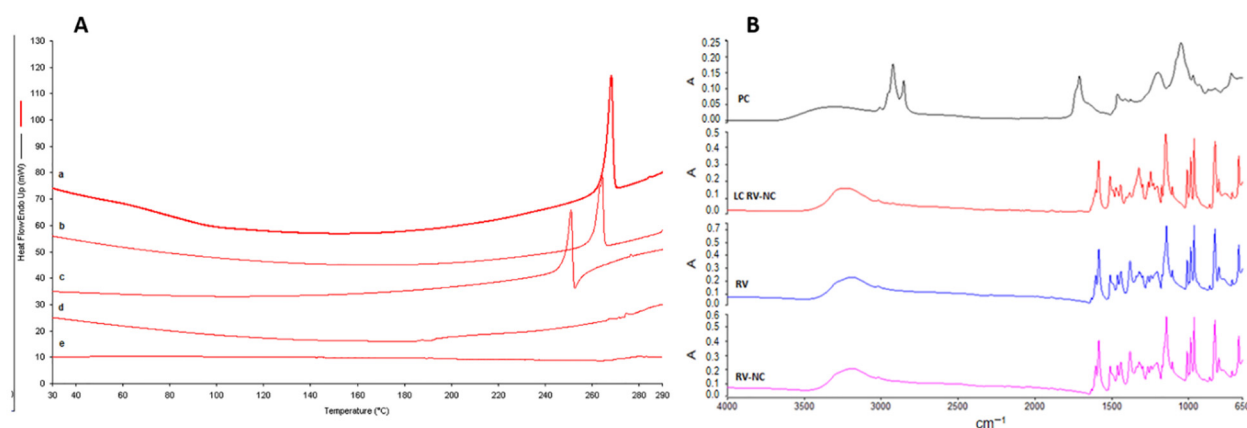 A
Heat Flow Endo Up (mW)
130
120
110
100
90
80
70
60
50
40
30
20
10
0
a
b
c
d
e
30 40 60 80 100 120 140 160 180 200 220 240 260 280 290
Temperature (°C)
B
0.25
0.20
0.15
0.10
0.05
0.00
A
PC
0.5
0.4
0.3
0.2
0.1
0.0
A
LC RV-NC
0.7
0.6
0.5
0.4
0.3
0.2
0.1
0.0
A
RV
0.6
0.5
0.4
0.3
0.2
0.1
0.0
A
RV-NC
4000 3500 3000 2500 2000 1500 1000 650
cm⁻¹